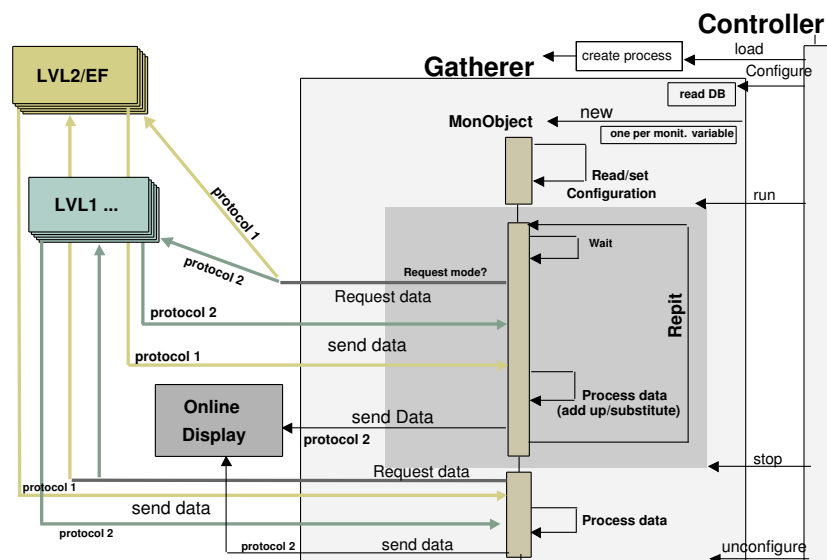 Controller
load
create process
Configure
Gatherer
LVL2/EF
read DB
new
MonObject
one per monit. variable
Read/set
Configuration
LVL1 ...
run
protocol 1
protocol 2
Wait
Request mode?
Request data
Repit
protocol 2
send data
protocol 1
Process data
(add up/substitute)
Online
Display
send Data
protocol 2
stop
Request data
protocol 1
send data
Process data
protocol 2
protocol 2
send data
unconfigure